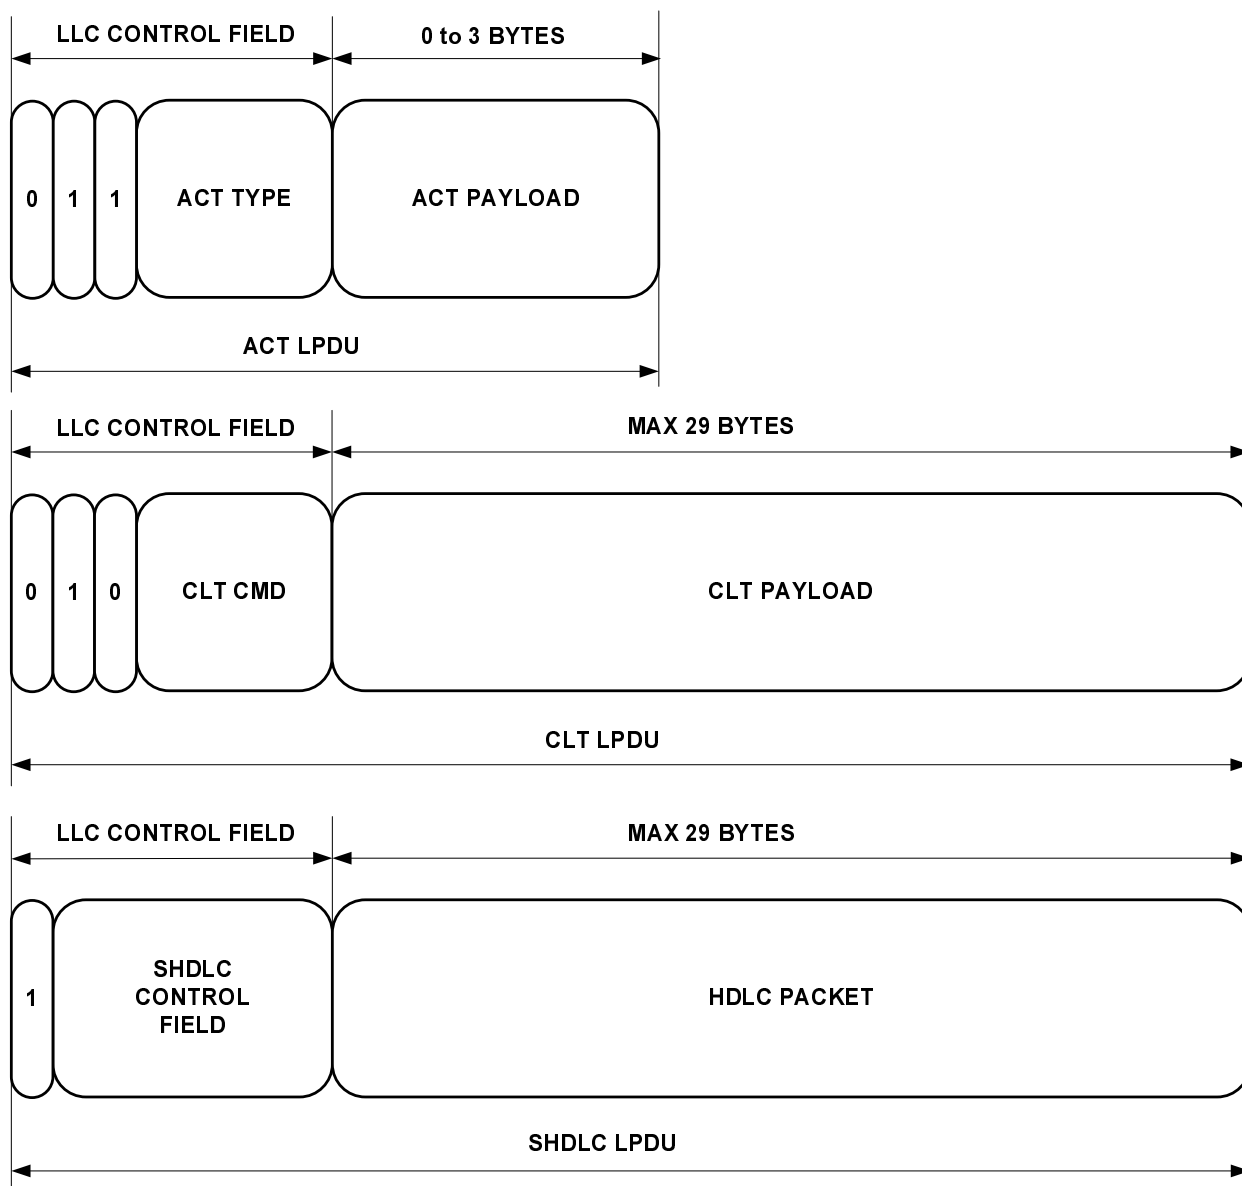 LLC CONTROL FIELD 0 to 3 BYTES
0 1 1 ACT TYPE ACT PAYLOAD
ACT LPDU
LLC CONTROL FIELD MAX 29 BYTES
0 1 0 CLT CMD CLT PAYLOAD
CLT LPDU
LLC CONTROL FIELD MAX 29 BYTES
1
SHDLC
CONTROL
FIELD
HDLC PACKET
SHDLC LPDU